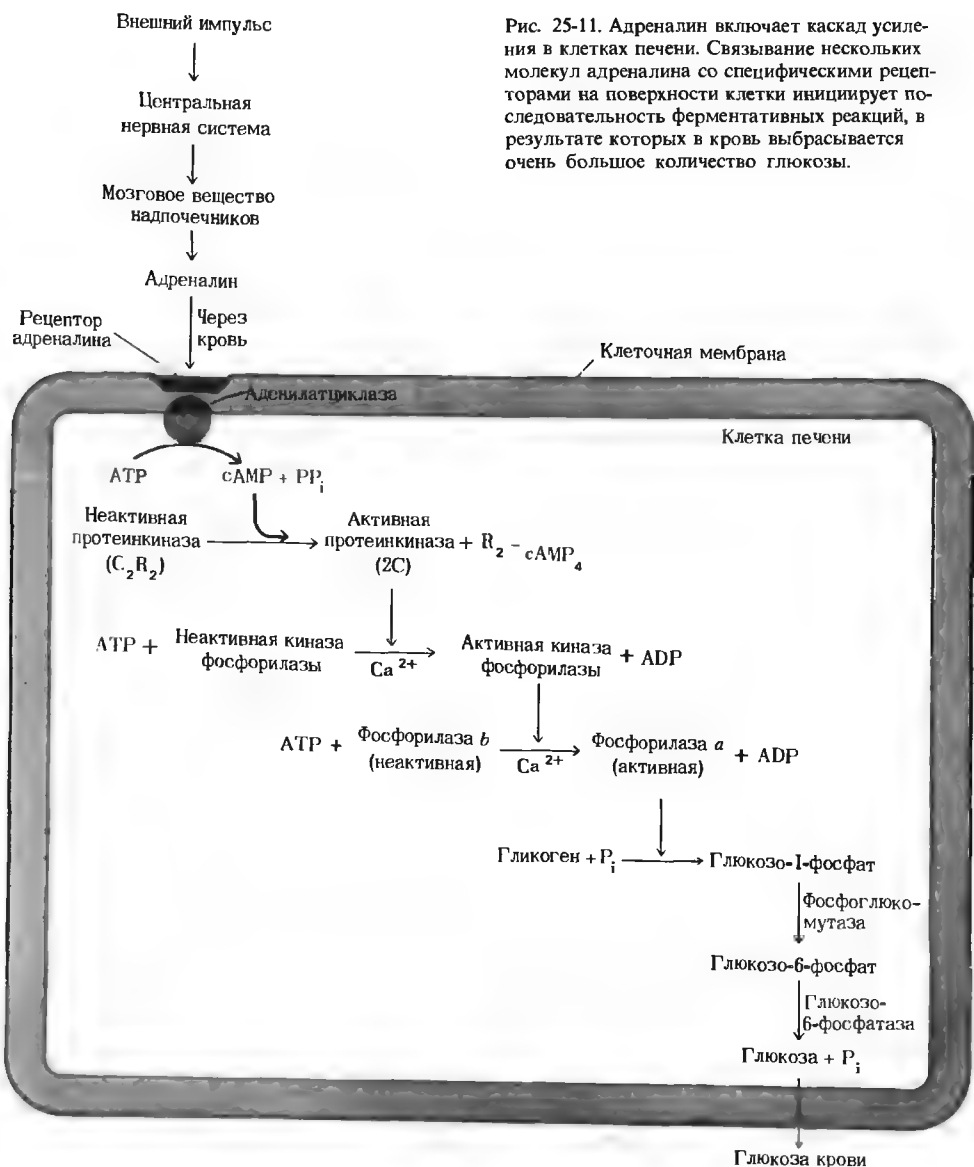 Внешний импульс
Центральная
нервная система
Мозговое вещество
надпочечников
Адреналин
Через
кровь
Рецептор
адреналина
Рис. 25-11. Адреналин включает каскад усиле-
ния в клетках печени. Связывание нескольких
молекул адреналина со специфическими рецеп-
торами на поверхности клетки инициирует по-
следовательность ферментативных реакций, в
результате которых в кровь выбрасывается
очень большое количество глюкозы.
Клеточная мембрана
Аденилатциклаза
Клетка печени
ATP cAMP + PPi
Неактивная
протеинкиназа
(C2R2)
Активная
протеинкиназа + R2 - cAMP4
(2C)
ATP + Неактивная киназа
фосфорилазы
Ca 2+
Активная киназа
фосфорилазы + ADP
ATP + Фосфорилаза b
(неактивная)
Ca 2+
Фосфорилаза a
(активная) + ADP
Гликоген + Pi Глюкозо-I-фосфат
Фосфоглюко-
мутаза
Глюкозо-6-фосфат
Глюкозо-
6-фосфатаза
Глюкоза + Pi
Глюкоза крови